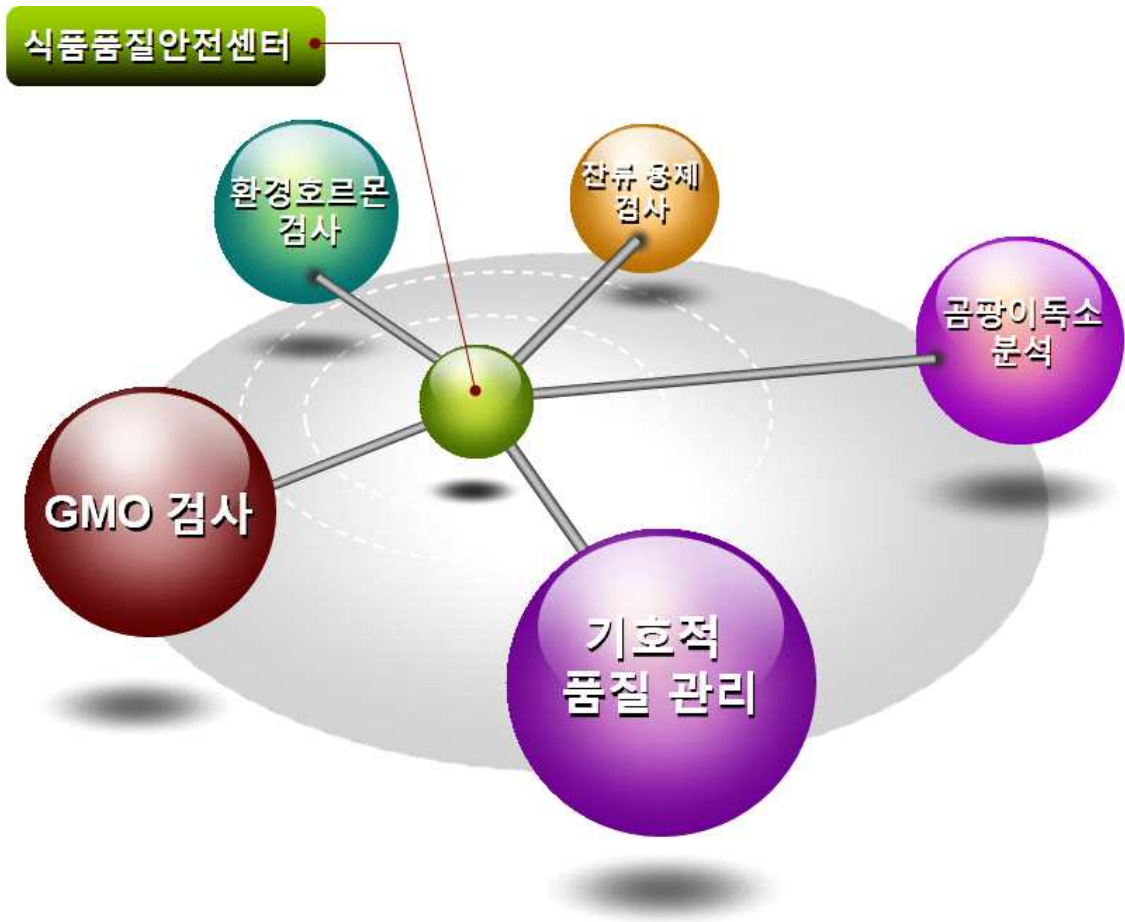 식품품질안전센터
환경호르몬
검사
잔류 용제
검사
곰팡이독소
분석
GMO 검사
기호적
품질 관리